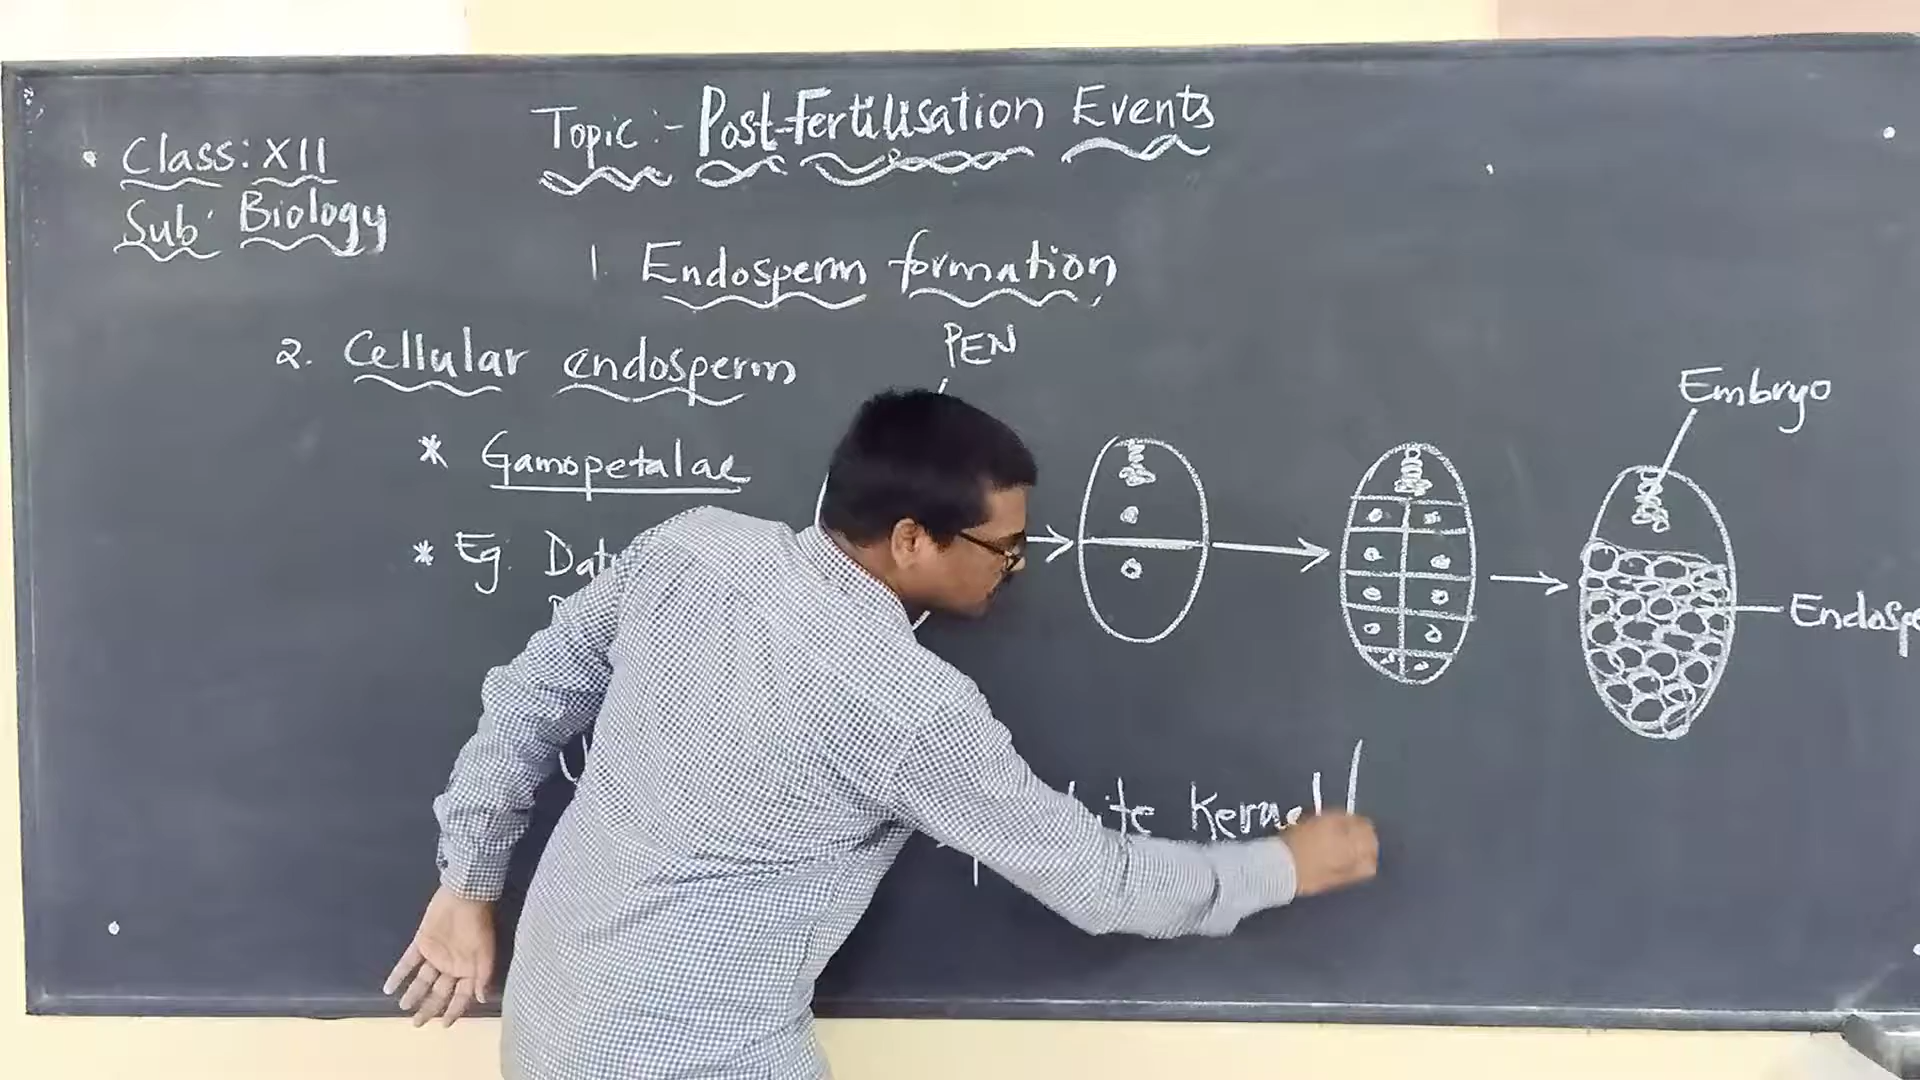 Class: XII
Sub: Biology
Topic:- Post-Fertilisation Events
1. Endosperm formation
2. Cellular endosperm
PEN
* Gamopetalae
* Eg:
Embryo
Kernel